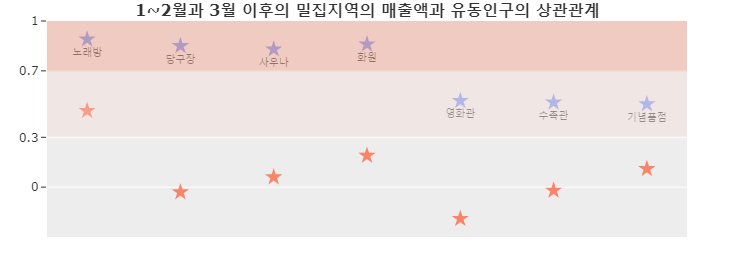 1~2월과 3월 이후의 밀집지역의 매출액과 유동인구의 상관관계
1
노래방
당구장
사우나
화원
0.7
영화관
수족관
기념품점
0.3
0